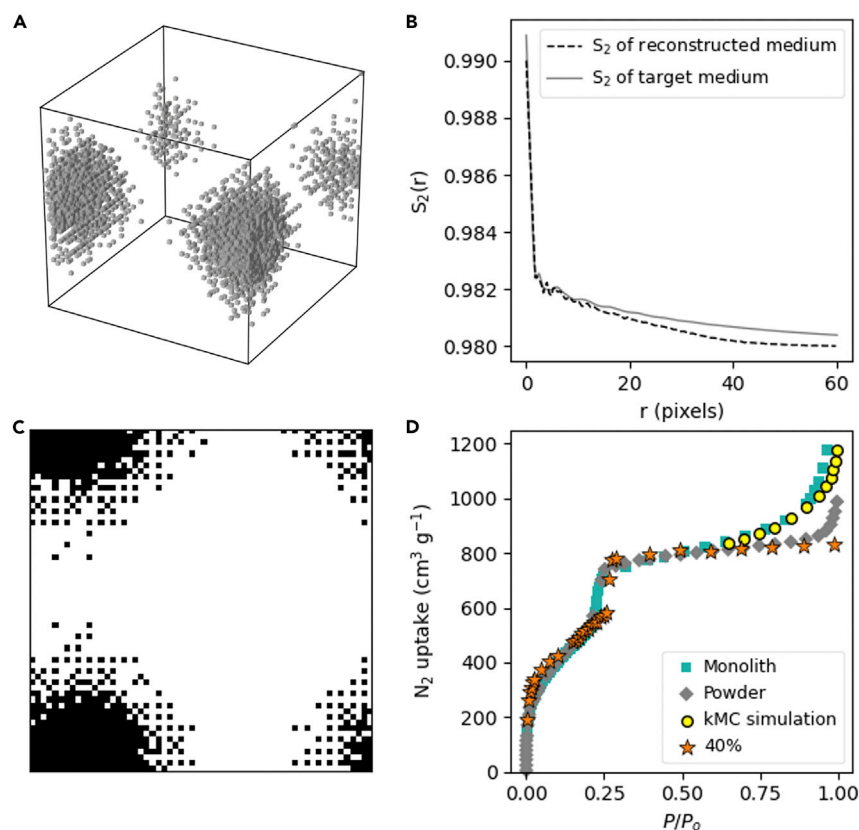 A
B
S₂ of reconstructed medium
S₂ of target medium
0.990
0.988
0.986
0.984
0.982
0.980
S₂(r)
0
20
40
60
r (pixels)
C
D
1200
1000
800
600
400
200
0
N₂ uptake (cm³ g⁻¹)
Monolith
Powder
kMC simulation
40%
0.00
0.25
0.50
0.75
1.00
P/Pₒ